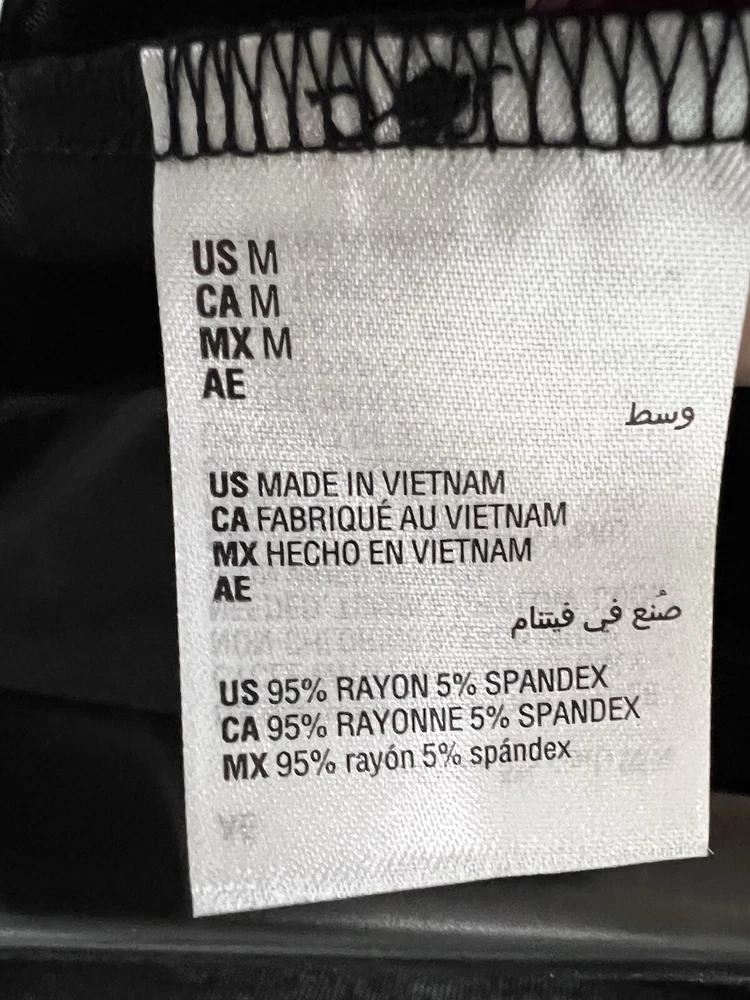 US M
CA M
MX M
AE
وسط
US MADE IN VIETNAM
CA FABRIQUÉ AU VIETNAM
MX HECHO EN VIETNAM
AE
صُنع في فيتنام
US 95% RAYON 5% SPANDEX
CA 95% RAYONNE 5% SPANDEX
MX 95% rayón 5% spándex